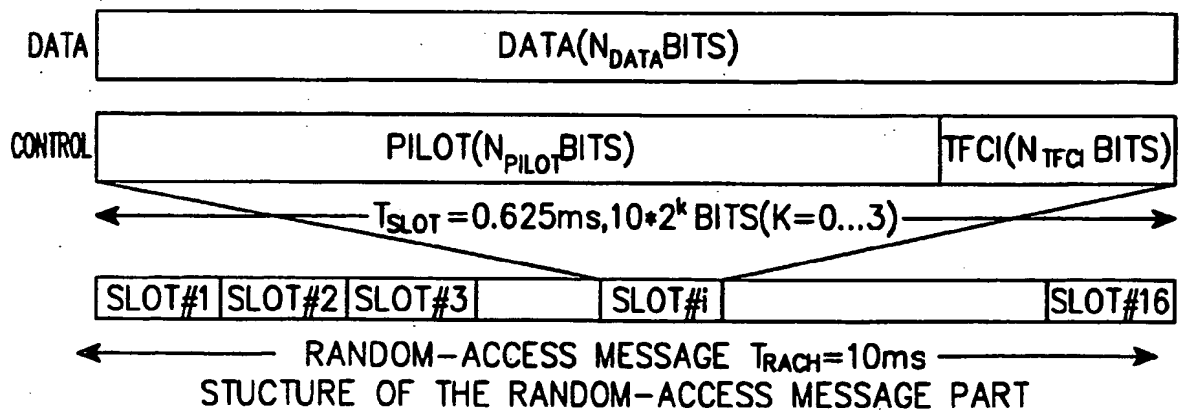 DATA DATA(N_DATA BITS)
CONTROL PILOT(N_PILOT BITS) TFCI(N_TFCI BITS)
T_SLOT=0.625ms,10*2^k BITS(K=0...3)
SLOT#1 SLOT#2 SLOT#3 SLOT#i SLOT#16
RANDOM-ACCESS MESSAGE T_RACH=10ms
STUCTURE OF THE RANDOM-ACCESS MESSAGE PART